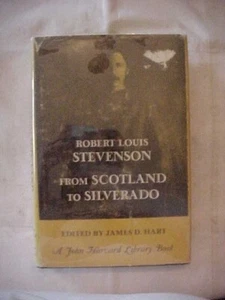 ROBERT LOUIS
STEVENSON
FROM SCOTLAND
TO SILVERADO
EDITED BY JAMES D. HART
A John Harvard Library Book